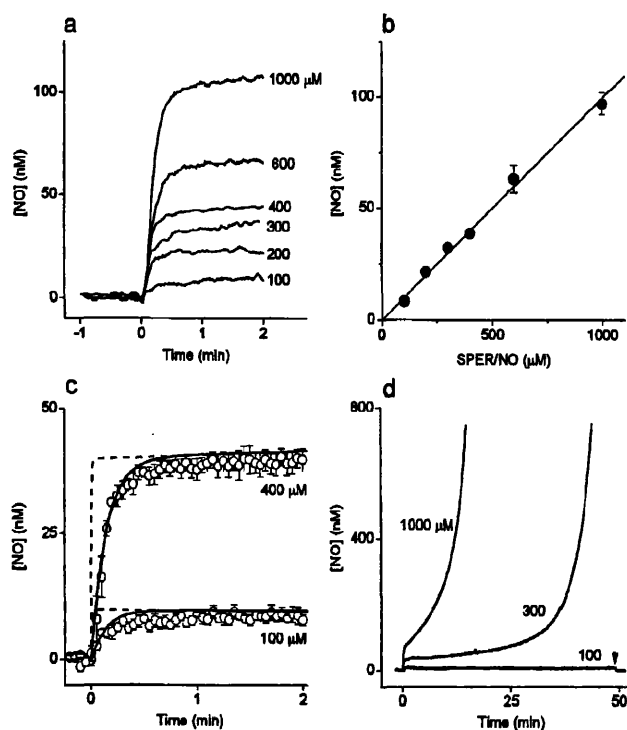 a
[NO] (nM)
100
50
0
1000 μM
600
400
300
200
100
-1
0
1
2
Time (min)
b
[NO] (nM)
100
50
0
0
500
1000
SPER/NO (μM)
c
[NO] (nM)
50
25
0
400 μM
100 μM
0
1
2
Time (min)
d
[NO] (nM)
800
400
0
1000 μM
300
100
0
25
50
Time (min)